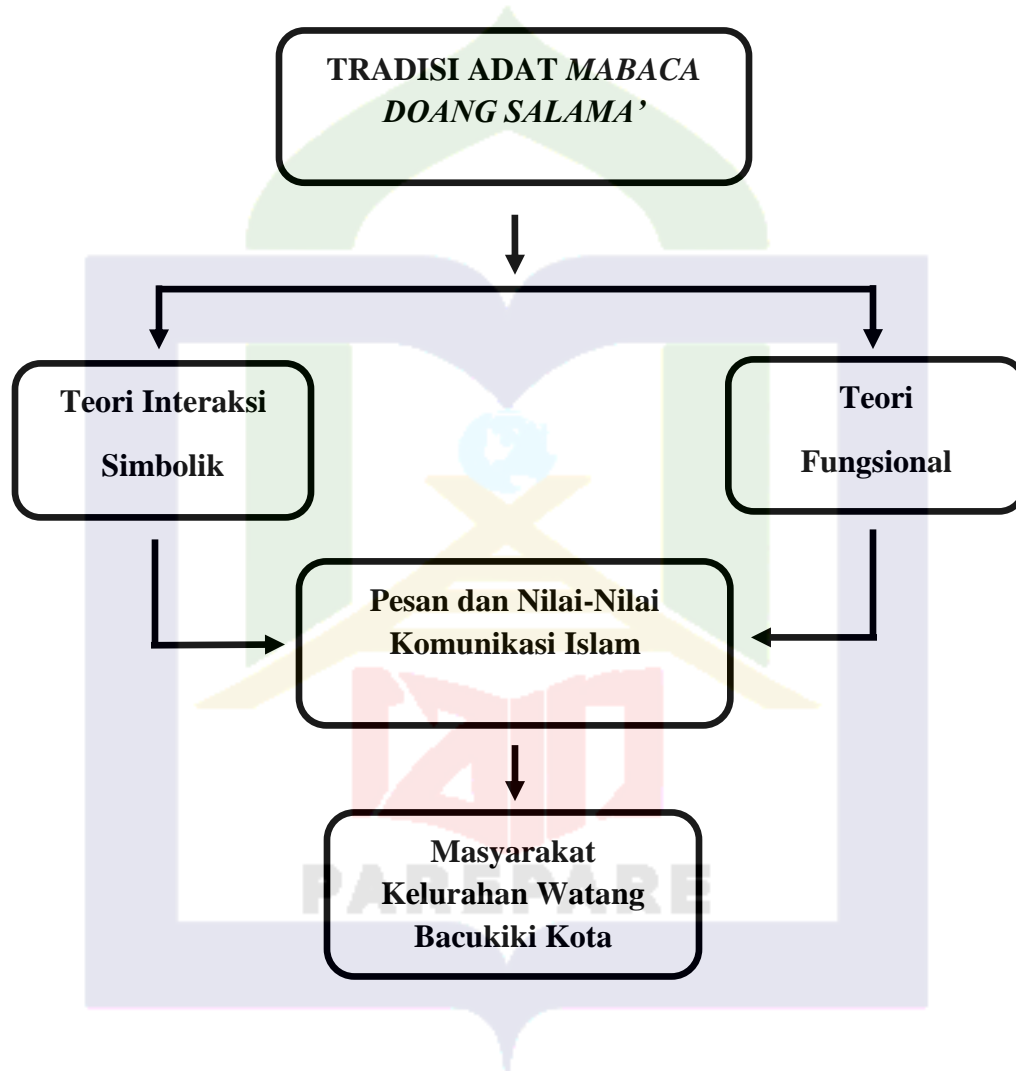 TRADISI ADAT MABACA
DOANG SALAMA’
Teori Interaksi
Simbolik
Teori
Fungsional
Pesan dan Nilai-Nilai
Komunikasi Islam
Masyarakat
Kelurahan Watang
Bacukiki Kota
PAREPARE